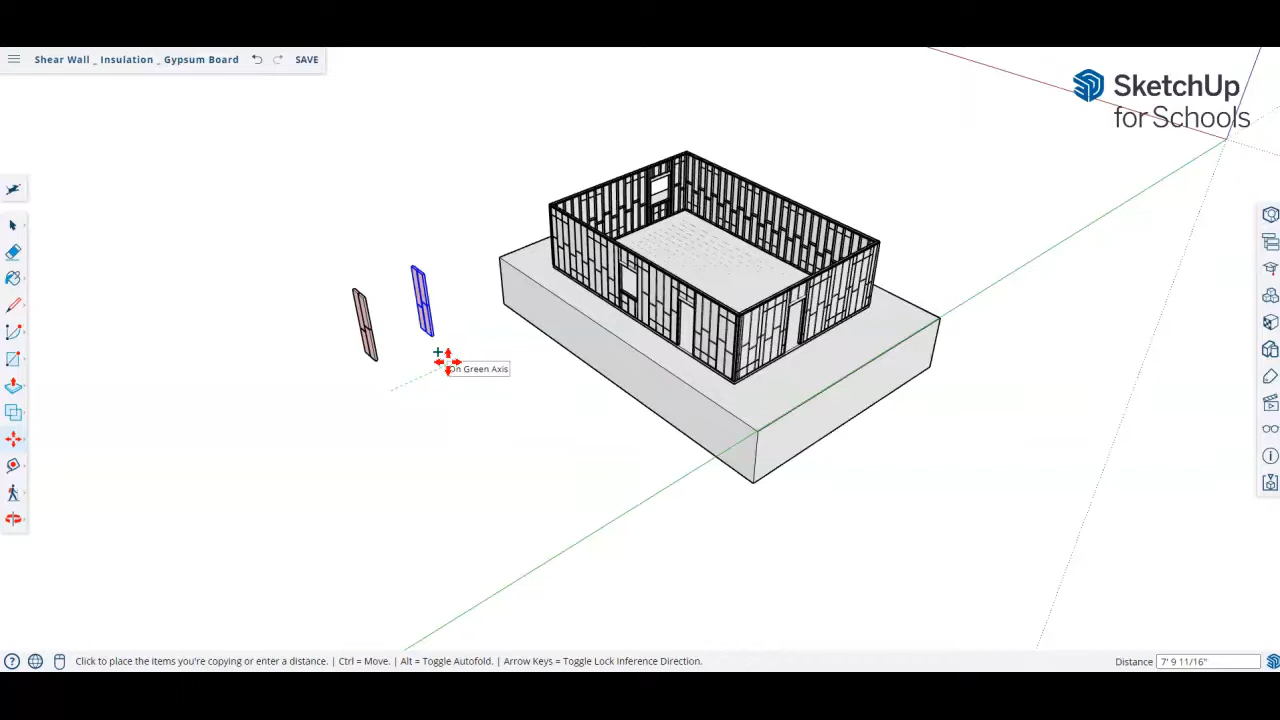 Shear Wall _ Insulation _ Gypsum Board
SAVE
SketchUp
for Schools
On Green Axis
Click to place the items you're copying or enter a distance. | Ctrl = Move. | Alt = Toggle Autofold. | Arrow Keys = Toggle Lock Inference Direction.
Distance 7' 9 11/16"